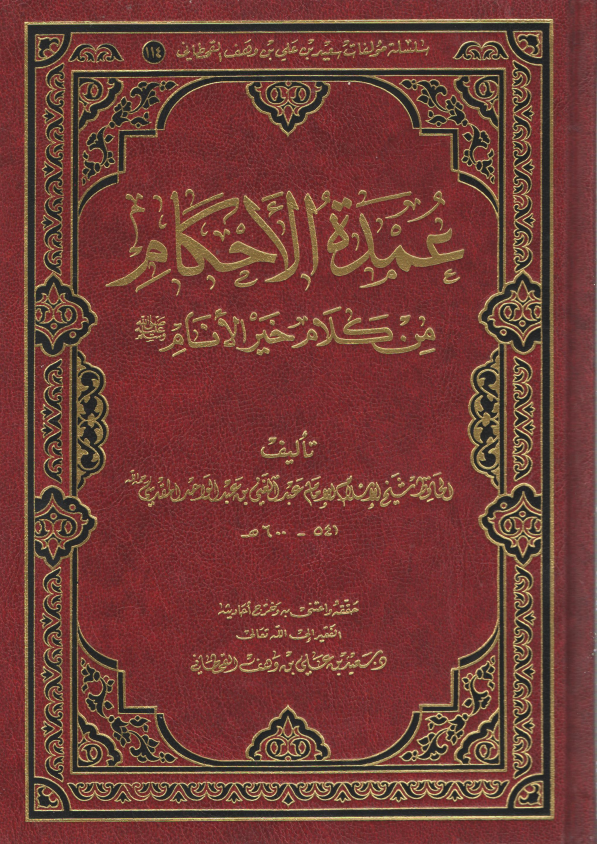 سلسلة مؤلفات سعيد بن علي بن وهف القحطاني ١١٤
عُمْدَةُ الأَحْكَامِ
مِنْ كَلَامِ خَيْرِ الأَنَامِ ﷺ
تأليف
الحافظ شيخ الإسلام الإمام عبد الغني بن عبد الواحد المقدسي رحمه الله
٥٤١ - ٦٠٠ هـ
حققه واعتنى به وخرج أحاديثه
الفقير إلى الله تعالى
د. سعيد بن علي بن وهف القحطاني